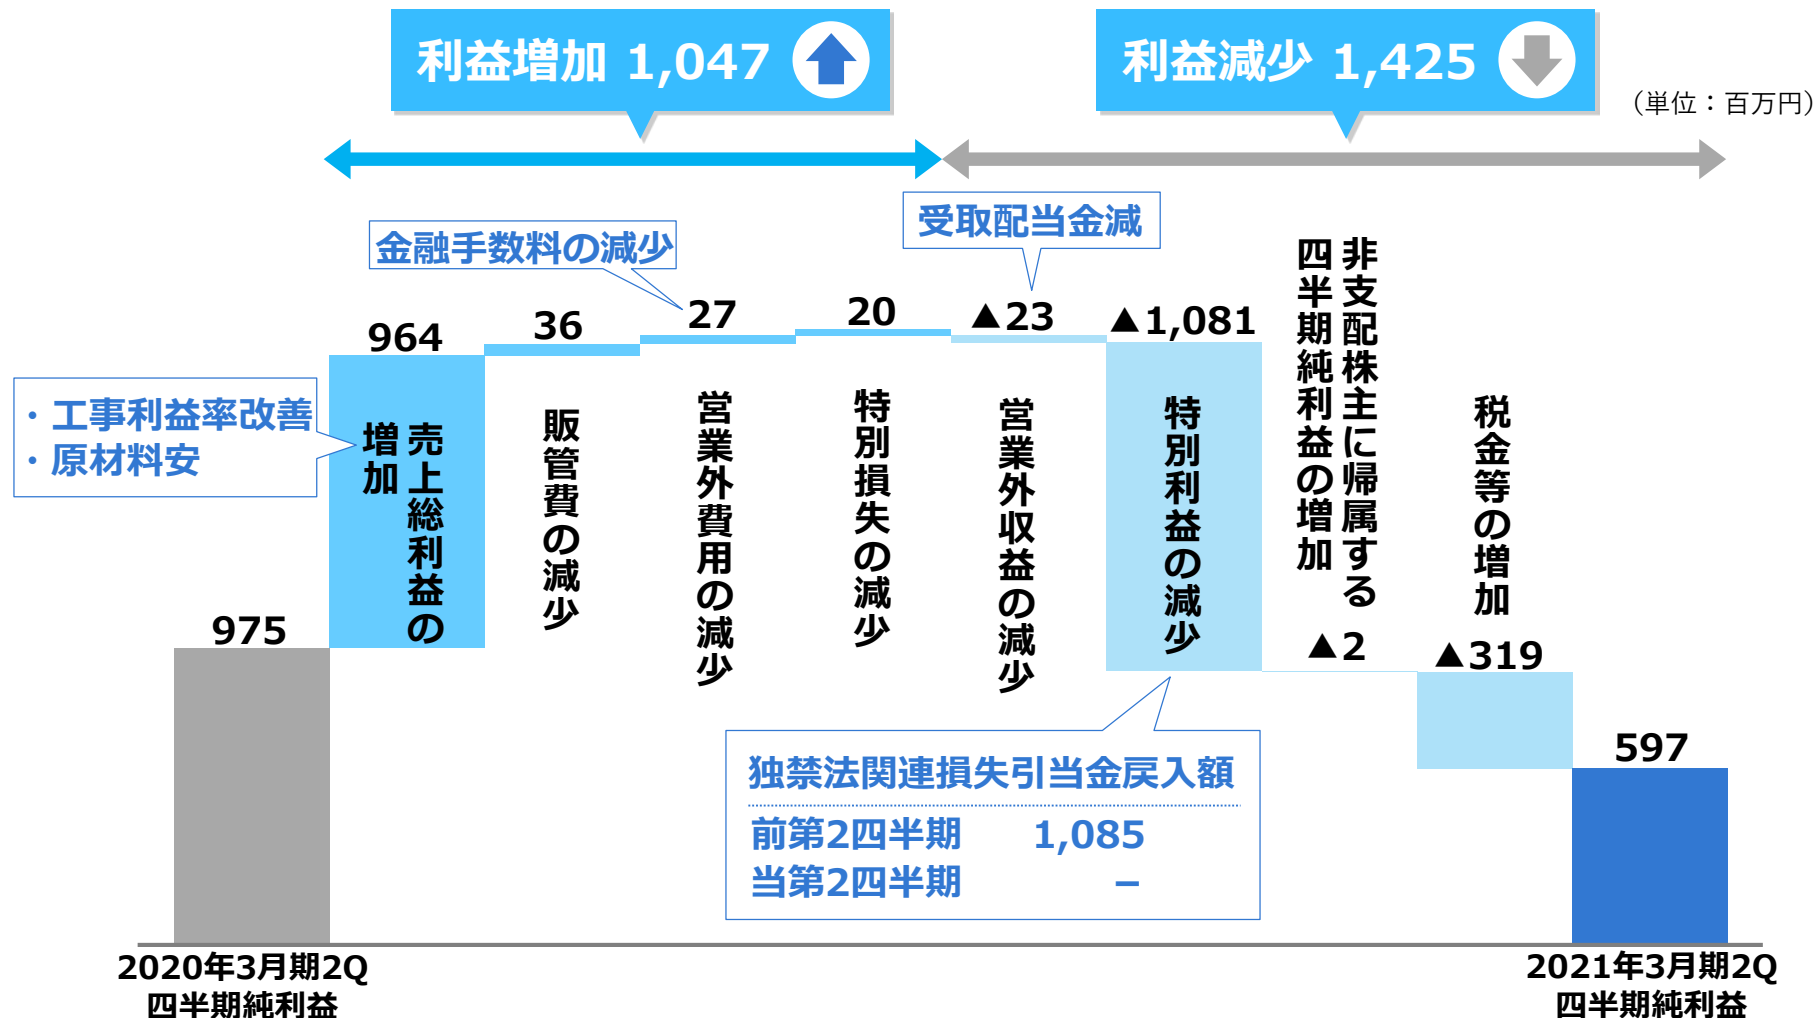 利益増加 1,047
利益減少 1,425
（単位：百万円）
金融手数料の減少
受取配当金減
・工事利益率改善
・原材料安
975
964
売上総利益の
増加
36
販管費の減少
27
営業外費用の減少
20
特別損失の減少
▲23
営業外収益の減少
▲1,081
特別利益の減少
非支配株主に帰属する
四半期純利益の増加
▲2
税金等の増加
▲319
597
独禁法関連損失引当金戻入額
前第2四半期 1,085
当第2四半期 －
2020年3月期2Q
四半期純利益
2021年3月期2Q
四半期純利益